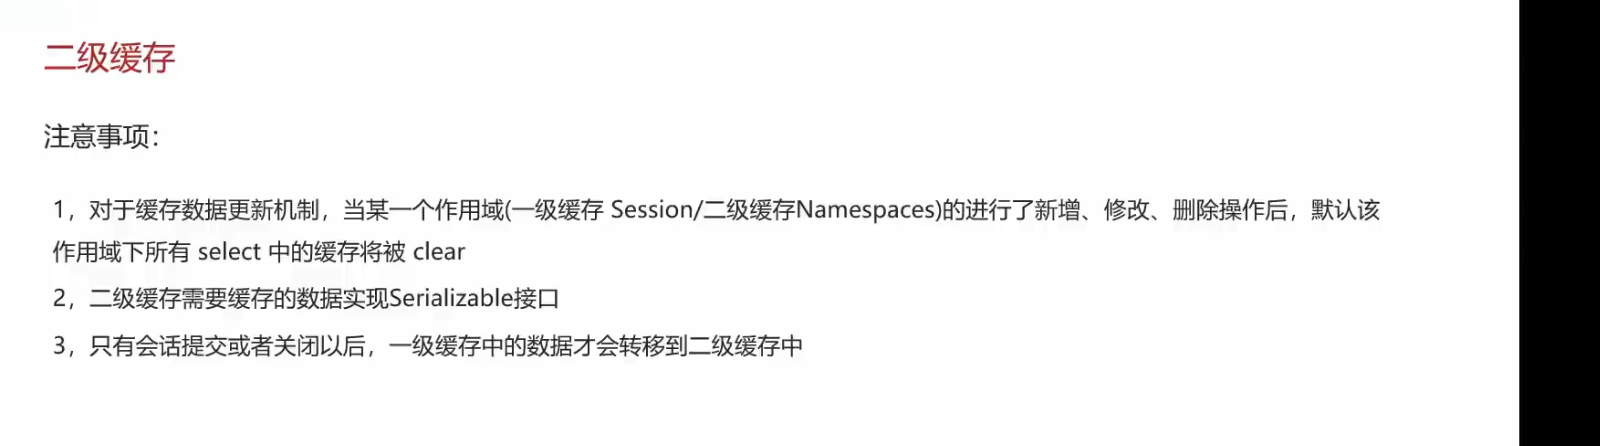 二级缓存
注意事项：
1，对于缓存数据更新机制，当某一个作用域(一级缓存 Session/二级缓存Namespaces)的进行了新增、修改、删除操作后，默认该
作用域下所有 select 中的缓存将被 clear
2，二级缓存需要缓存的数据实现Serializable接口
3，只有会话提交或者关闭以后，一级缓存中的数据才会转移到二级缓存中